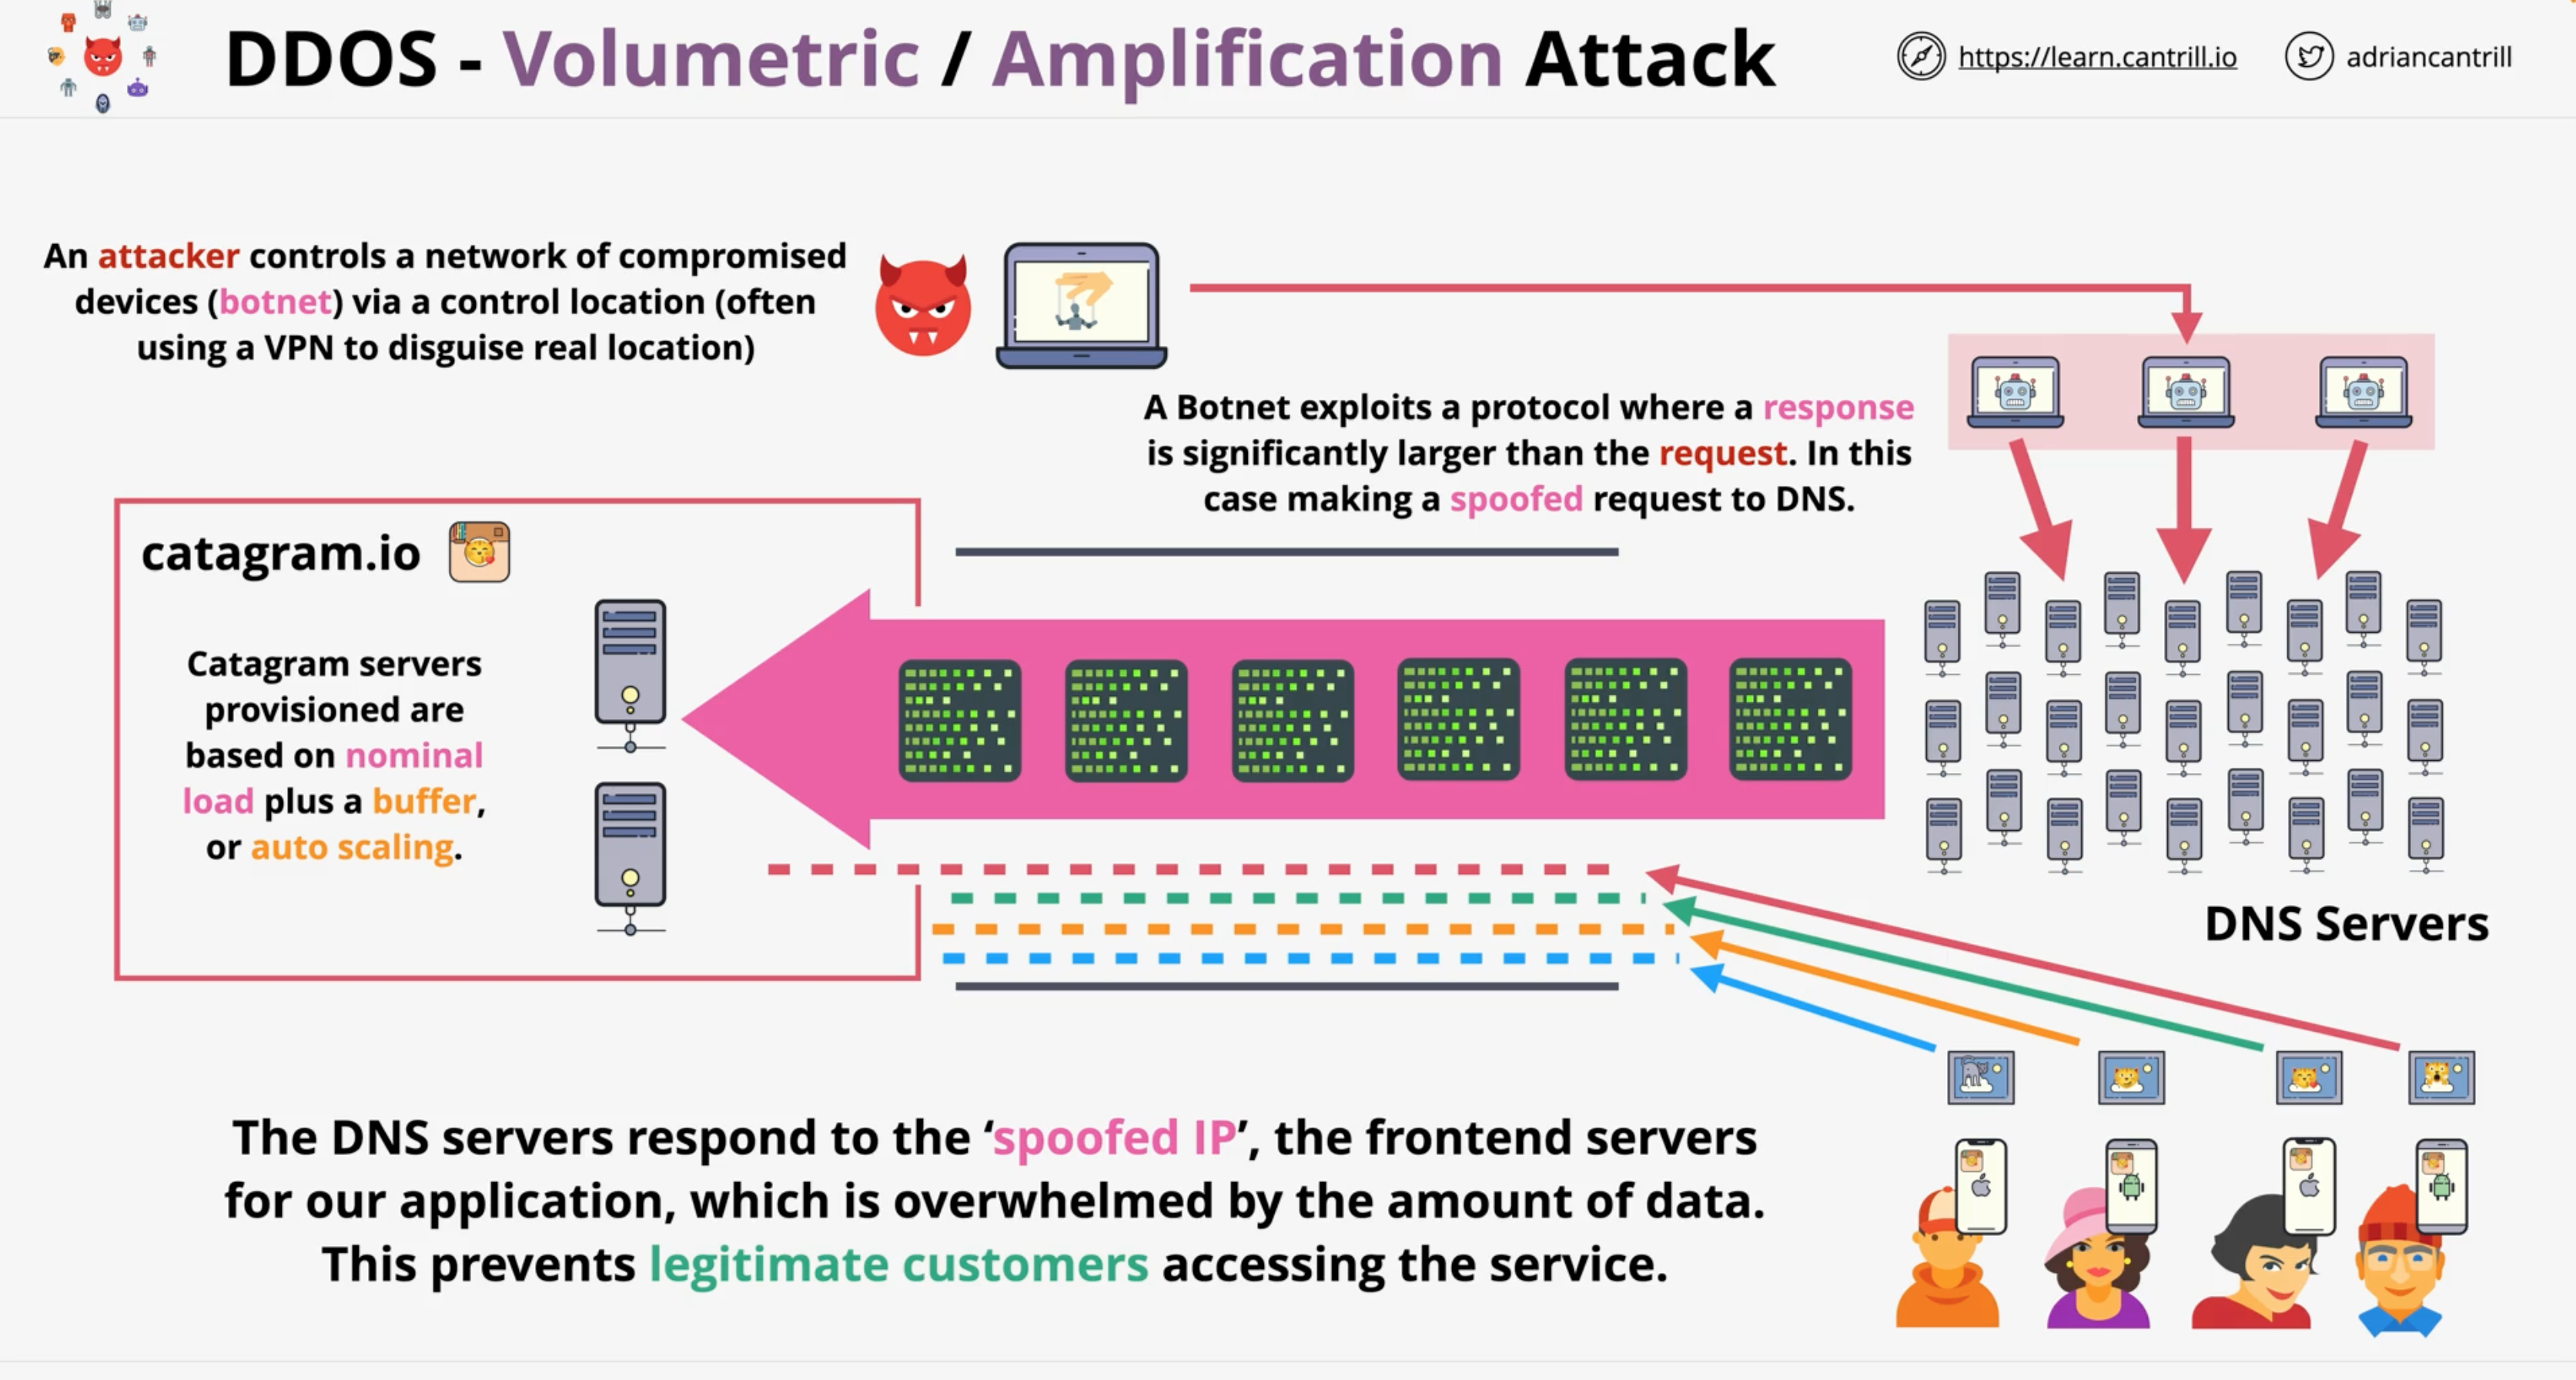 DDOS - Volumetric / Amplification Attack
https://learn.cantrill.io
adriancantrill
An attacker controls a network of compromised
devices (botnet) via a control location (often
using a VPN to disguise real location)
A Botnet exploits a protocol where a response
is significantly larger than the request. In this
case making a spoofed request to DNS.
catagram.io
Catagram servers
provisioned are
based on nominal
load plus a buffer,
or auto scaling.
DNS Servers
The DNS servers respond to the ‘spoofed IP’, the frontend servers
for our application, which is overwhelmed by the amount of data.
This prevents legitimate customers accessing the service.